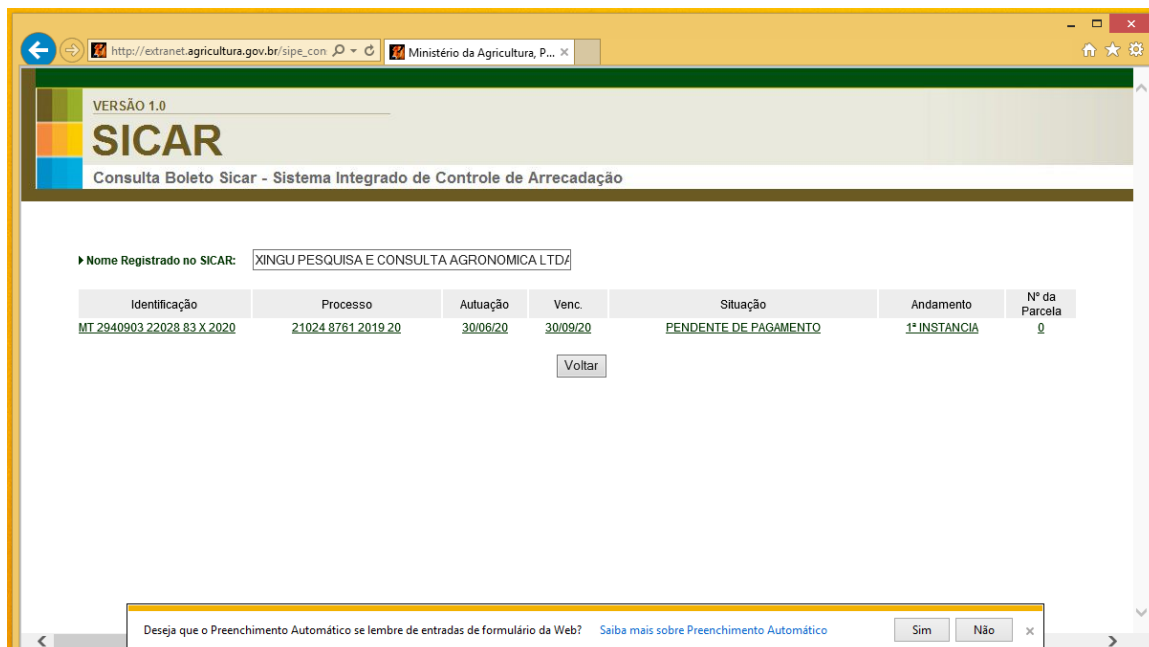 http://extranet.agricultura.gov.br/sipe_con
Ministério da Agricultura, P...
VERSÃO 1.0
SICAR
Consulta Boleto Sicar - Sistema Integrado de Controle de Arrecadação
Nome Registrado no SICAR: XINGU PESQUISA E CONSULTA AGRONOMICA LTDA
Identificação Processo Autuação Venc. Situação Andamento Nº da Parcela
MT 2940903 22028 83 X 2020 21024 8761 2019 20 30/06/20 30/09/20 PENDENTE DE PAGAMENTO 1ª INSTANCIA 0
Voltar
Deseja que o Preenchimento Automático se lembre de entradas de formulário da Web? Saiba mais sobre Preenchimento Automático Sim Não